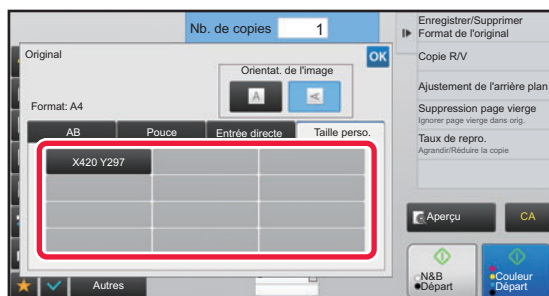 Nb. de copies 1
Original
OK
Orientat. de l'image
A A
Format: A4
AB Pouce Entrée directe Taille perso.
X420 Y297
Autres
Enregistrer/Supprimer
Format de l'original
Copie R/V
Ajustement de l'arrière plan
Suppression page vierge
Ignorer page vierge dans orig.
Taux de repro.
Agrandir/Réduire la copie
Aperçu CA
N&B
Départ
Couleur
Départ